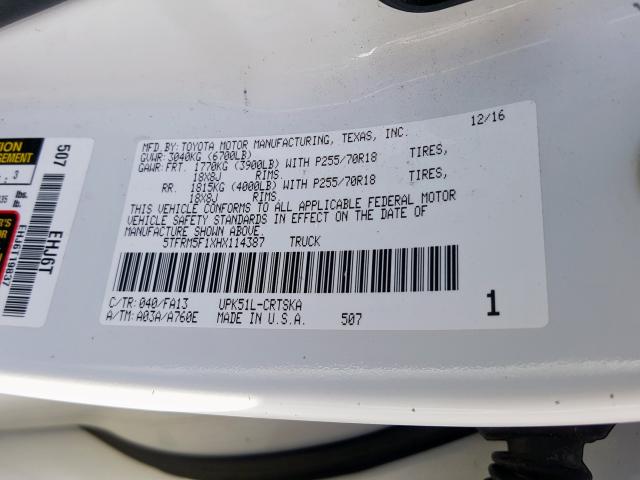 MFD.BY:TOYOTA MOTOR MANUFACTURING, TEXAS, INC. 12/16
GVWR: 3040KG (6700LB)
GAWR: FRT. 1770KG (3900LB) WITH P255/70R18 TIRES,
18X8J RIMS.
RR. 1815KG (4000LB) WITH P255/70R18 TIRES,
18X8J RIMS.
THIS VEHICLE CONFORMS TO ALL APPLICABLE FEDERAL MOTOR
VEHICLE SAFETY STANDARDS IN EFFECT ON THE DATE OF
MANUFACTURE SHOWN ABOVE.
5TFRM5F1XHX114387 TRUCK
C/TR: 040/FA13 UPK51L-CRTSKA
A/TM: A03A/A760E MADE IN U.S.A. 507
1
507
EHJ6T
EHJ6T19837
3
lbs.